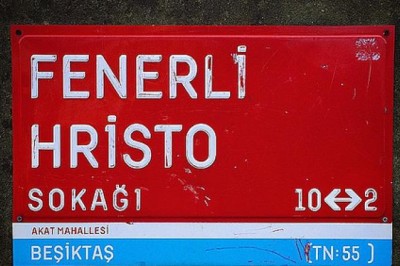 FENERLİ
HRİSTO
SOKAĞI 10↔2
AKAT MAHALLESİ
BEŞİKTAŞ (TN:55)